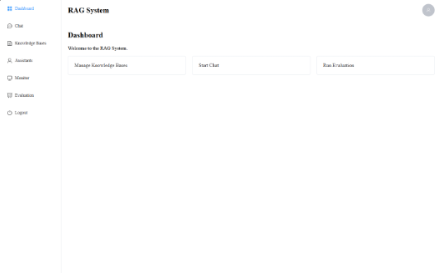 Dashboard
Chat
Knowledge Bases
Assistants
Monitor
Evaluation
Logout
RAG System
Dashboard
Welcome to the RAG System.
Manage Knowledge Bases
Start Chat
Run Evaluation